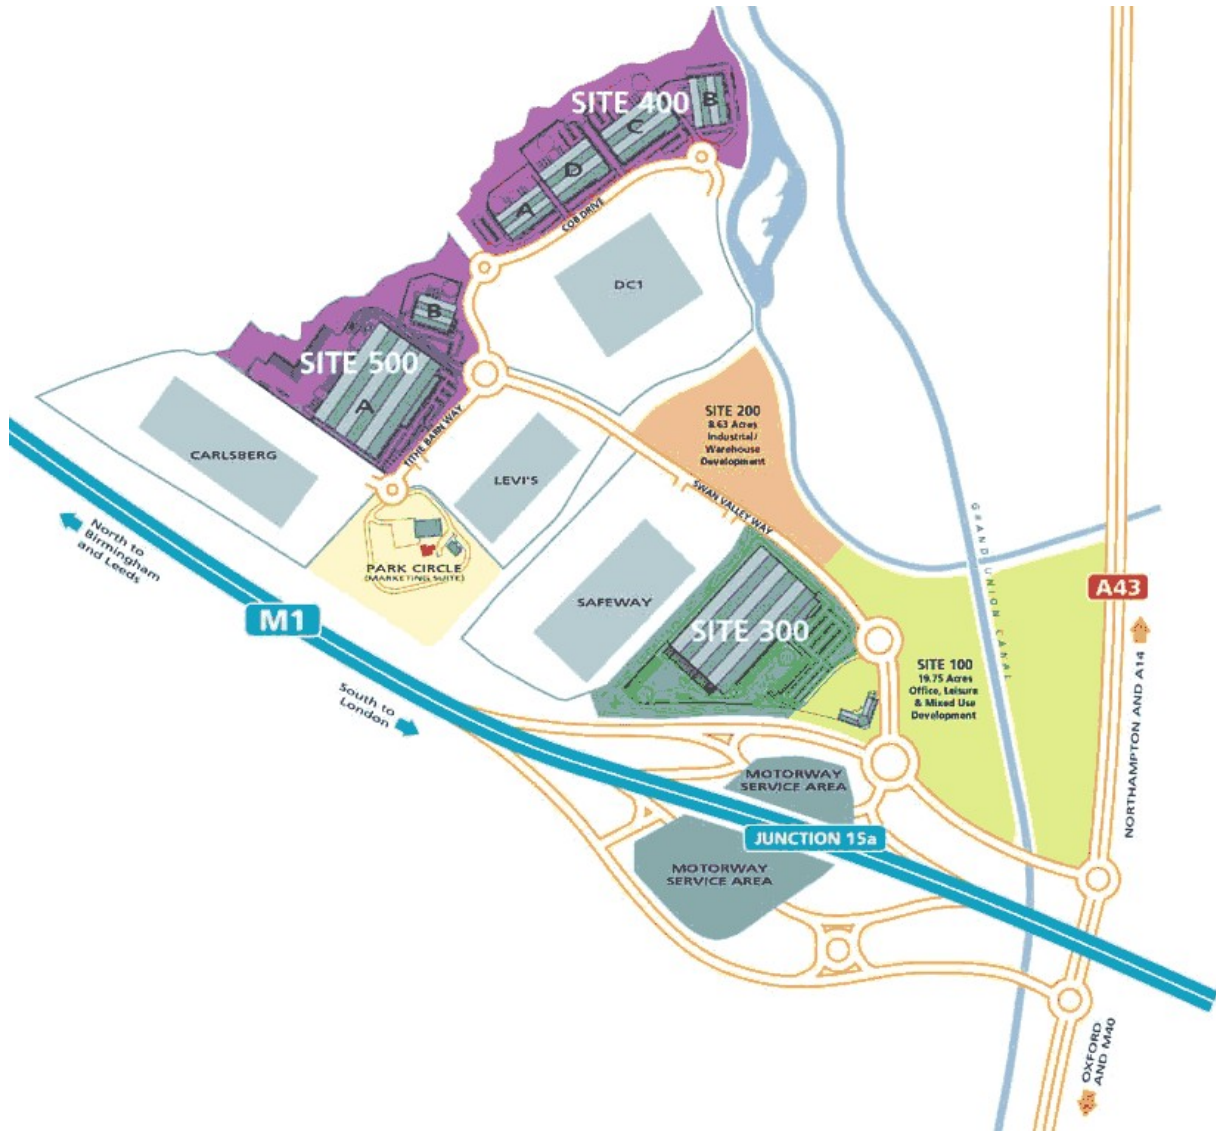 SITE 400
B
C
D
A
COB DRIVE
DC1
B
SITE 500
A
TITHE BARN WAY
CARLSBERG
LEVI'S
SITE 200
8.63 Acres
Industrial/
Warehouse
Development
SWAN VALLEY WAY
GRAND UNION CANAL
North to
Birmingham
and Leeds
PARK CIRCLE
(MARKETING SUITE)
SAFEWAY
SITE 300
A43
M1
SITE 100
19.75 Acres
Office, Leisure
& Mixed Use
Development
South to
London
NORTHAMPTON AND A14
MOTORWAY
SERVICE AREA
JUNCTION 15a
MOTORWAY
SERVICE AREA
OXFORD
AND M40